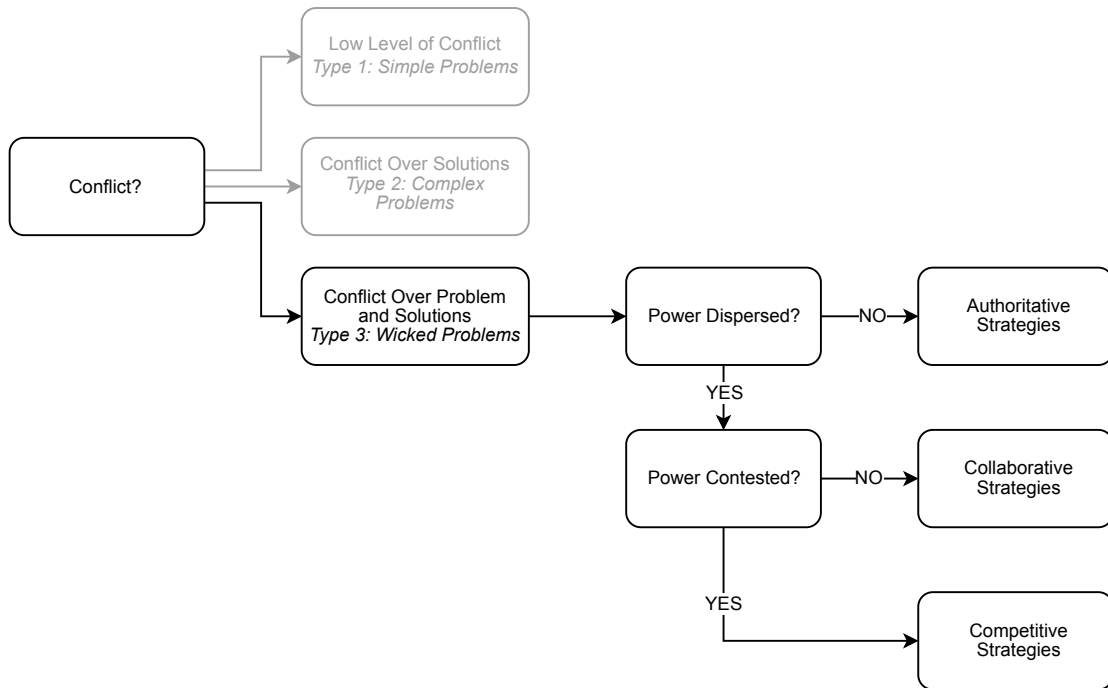 Low Level of Conflict
Type 1: Simple Problems
Conflict?
Conflict Over Solutions
Type 2: Complex
Problems
Conflict Over Problem
and Solutions
Type 3: Wicked Problems
Power Dispersed?
NO
Authoritative
Strategies
YES
Power Contested?
NO
Collaborative
Strategies
YES
Competitive
Strategies